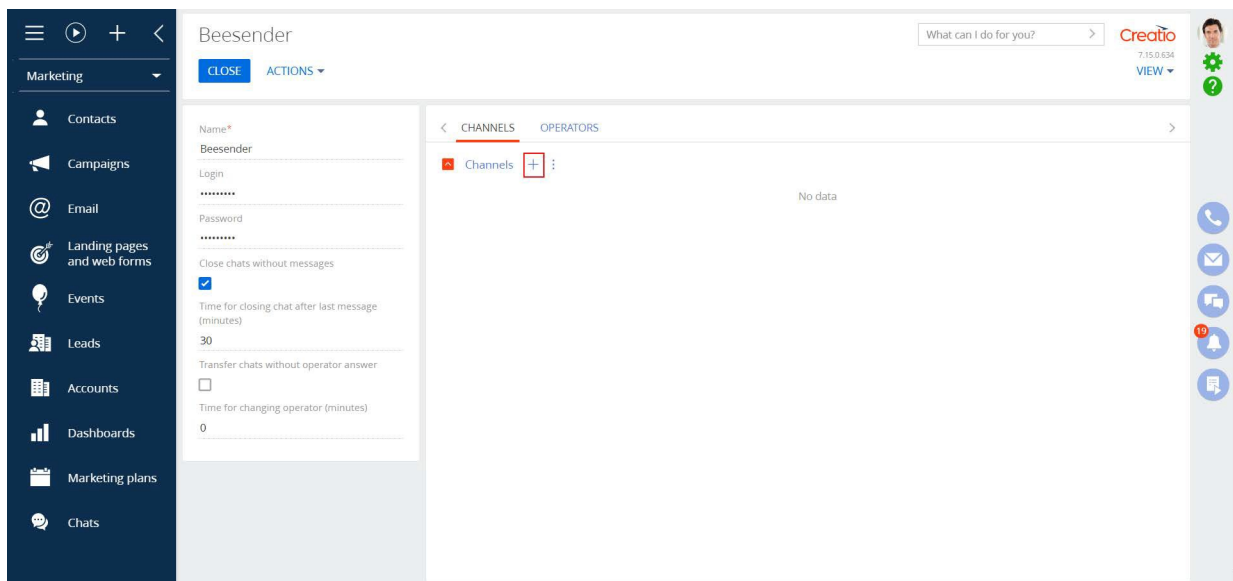 Beesender
What can I do for you?
Creatio
7.15.0.634
CLOSE
ACTIONS
VIEW
Marketing
Contacts
Campaigns
Email
Landing pages
and web forms
Events
Leads
Accounts
Dashboards
Marketing plans
Chats
Name*
Beesender
Login
•••••••••
Password
•••••••••
Close chats without messages
Time for closing chat after last message
(minutes)
30
Transfer chats without operator answer
Time for changing operator (minutes)
0
CHANNELS
OPERATORS
Channels
No data
19